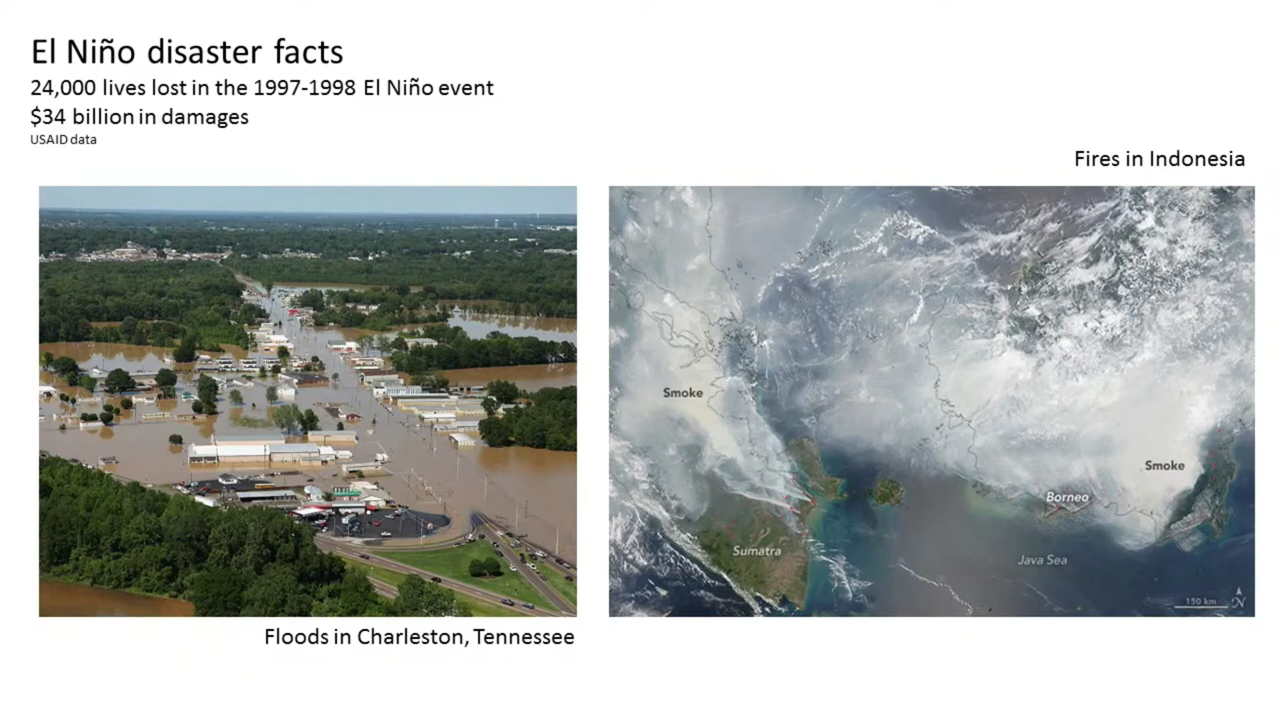 El Niño disaster facts
24,000 lives lost in the 1997-1998 El Niño event
$34 billion in damages
USAID data
Fires in Indonesia
Smoke
Smoke
Borneo
Sumatra
Java Sea
150 km
N
Floods in Charleston, Tennessee